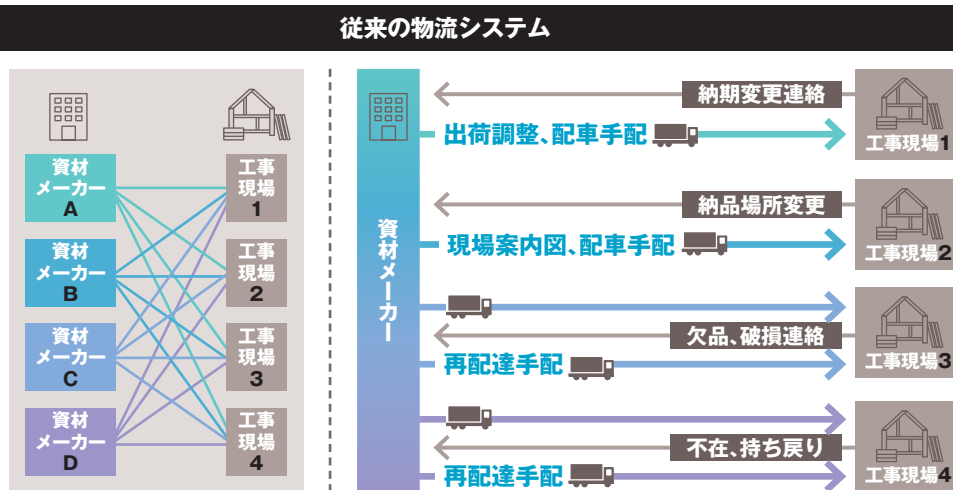 従来の物流システム
資材
メーカー
A
資材
メーカー
B
資材
メーカー
C
資材
メーカー
D
工事
現場
1
工事
現場
2
工事
現場
3
工事
現場
4
資材メーカー
納期変更連絡
出荷調整、配車手配
工事現場1
納品場所変更
現場案内図、配車手配
工事現場2
欠品、破損連絡
再配達手配
工事現場3
不在、持ち戻り
再配達手配
工事現場4